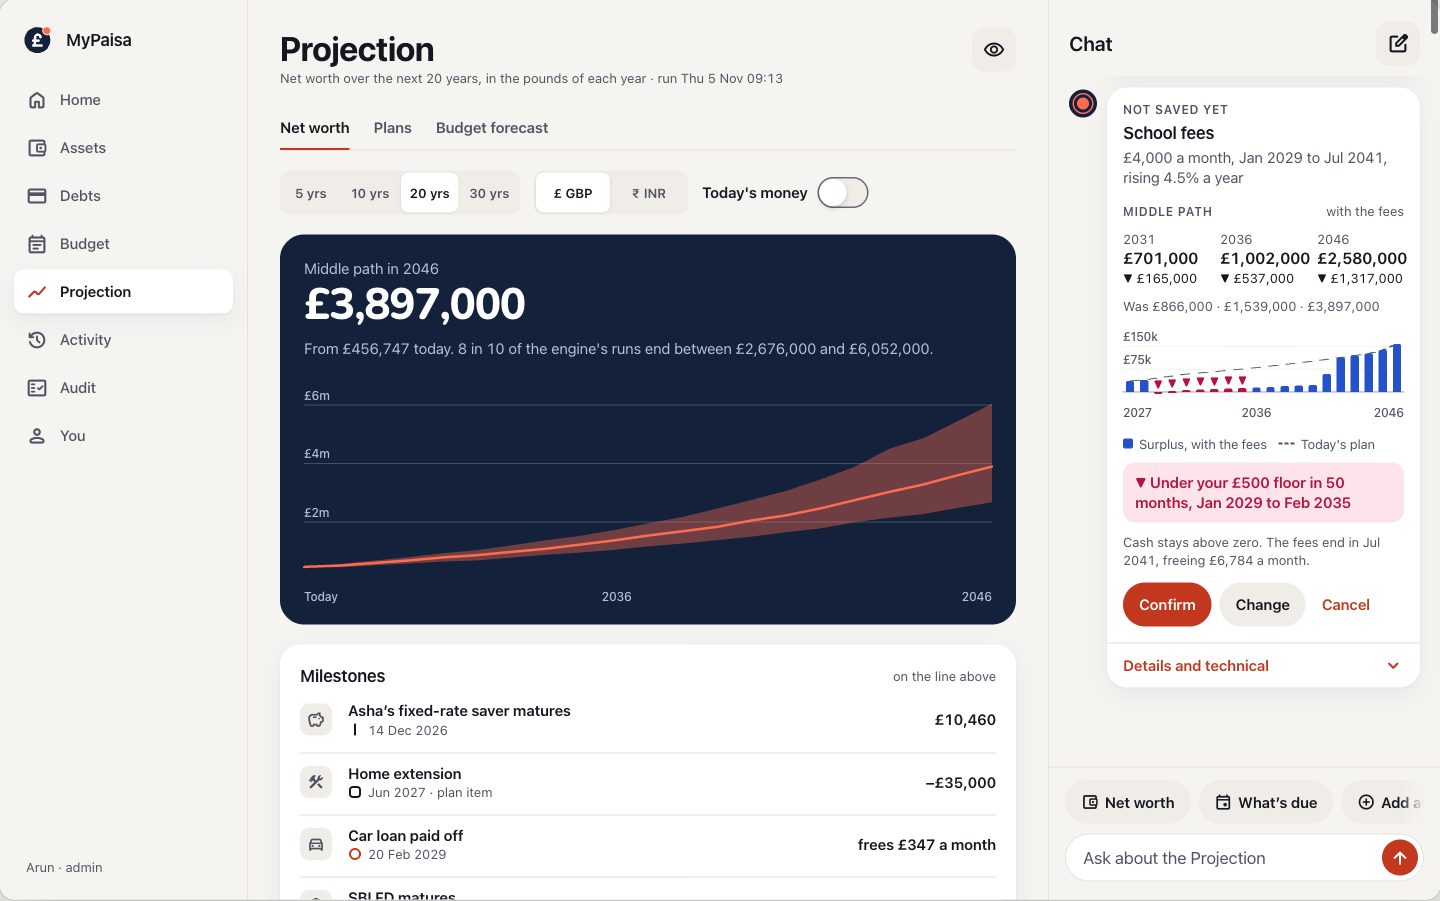 MyPaisa
Home
Assets
Debts
Budget
Projection
Activity
Audit
You
Arun · admin
Projection
Net worth over the next 20 years, in the pounds of each year · run Thu 5 Nov 09:13
Net worth
Plans
Budget forecast
5 yrs
10 yrs
20 yrs
30 yrs
£ GBP
₹ INR
Today's money
Middle path in 2046
£3,897,000
From £456,747 today. 8 in 10 of the engine's runs end between £2,676,000 and £6,052,000.
£6m
£4m
£2m
Today
2036
2046
Milestones
on the line above
Asha's fixed-rate saver matures
14 Dec 2026
£10,460
Home extension
Jun 2027 · plan item
−£35,000
Car loan paid off
20 Feb 2029
frees £347 a month
SBLFD matures
Chat
NOT SAVED YET
School fees
£4,000 a month, Jan 2029 to Jul 2041,
rising 4.5% a year
MIDDLE PATH
with the fees
2031 2036 2046
£701,000 £1,002,000 £2,580,000
▼ £165,000 ▼ £537,000 ▼ £1,317,000
Was £866,000 · £1,539,000 · £3,897,000
£150k
£75k
2027 2036 2046
Surplus, with the fees
Today's plan
▼ Under your £500 floor in 50
months, Jan 2029 to Feb 2035
Cash stays above zero. The fees end in Jul
2041, freeing £6,784 a month.
Confirm
Change
Cancel
Details and technical
Net worth
What's due
Add a
Ask about the Projection